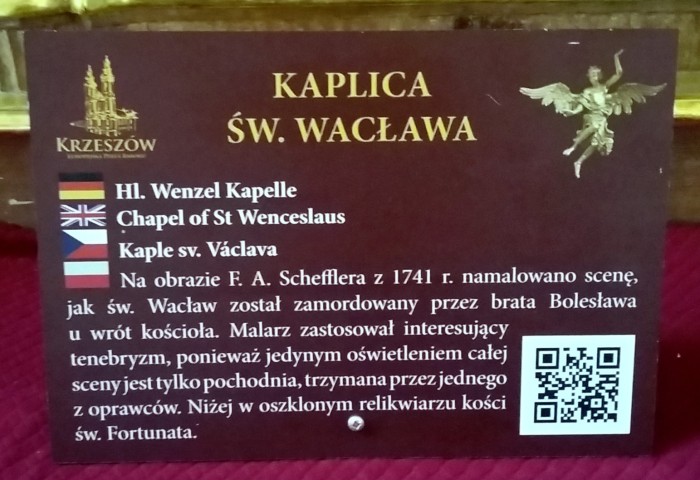 KAPLICA
ŚW. WACŁAWA
KRZESZÓW
Hl. Wenzel Kapelle
Chapel of St Wenceslaus
Kaple sv. Václava
Na obrazie F. A. Schefflera z 1741 r. namalowano scenę,
jak św. Wacław został zamordowany przez brata Bolesława
u wrót kościoła. Malarz zastosował interesujący
tenebryzm, ponieważ jedynym oświetleniem całej
sceny jest tylko pochodnia, trzymana przez jednego
z oprawców. Niżej w oszklonym relikwiarzu kości
św. Fortunata.